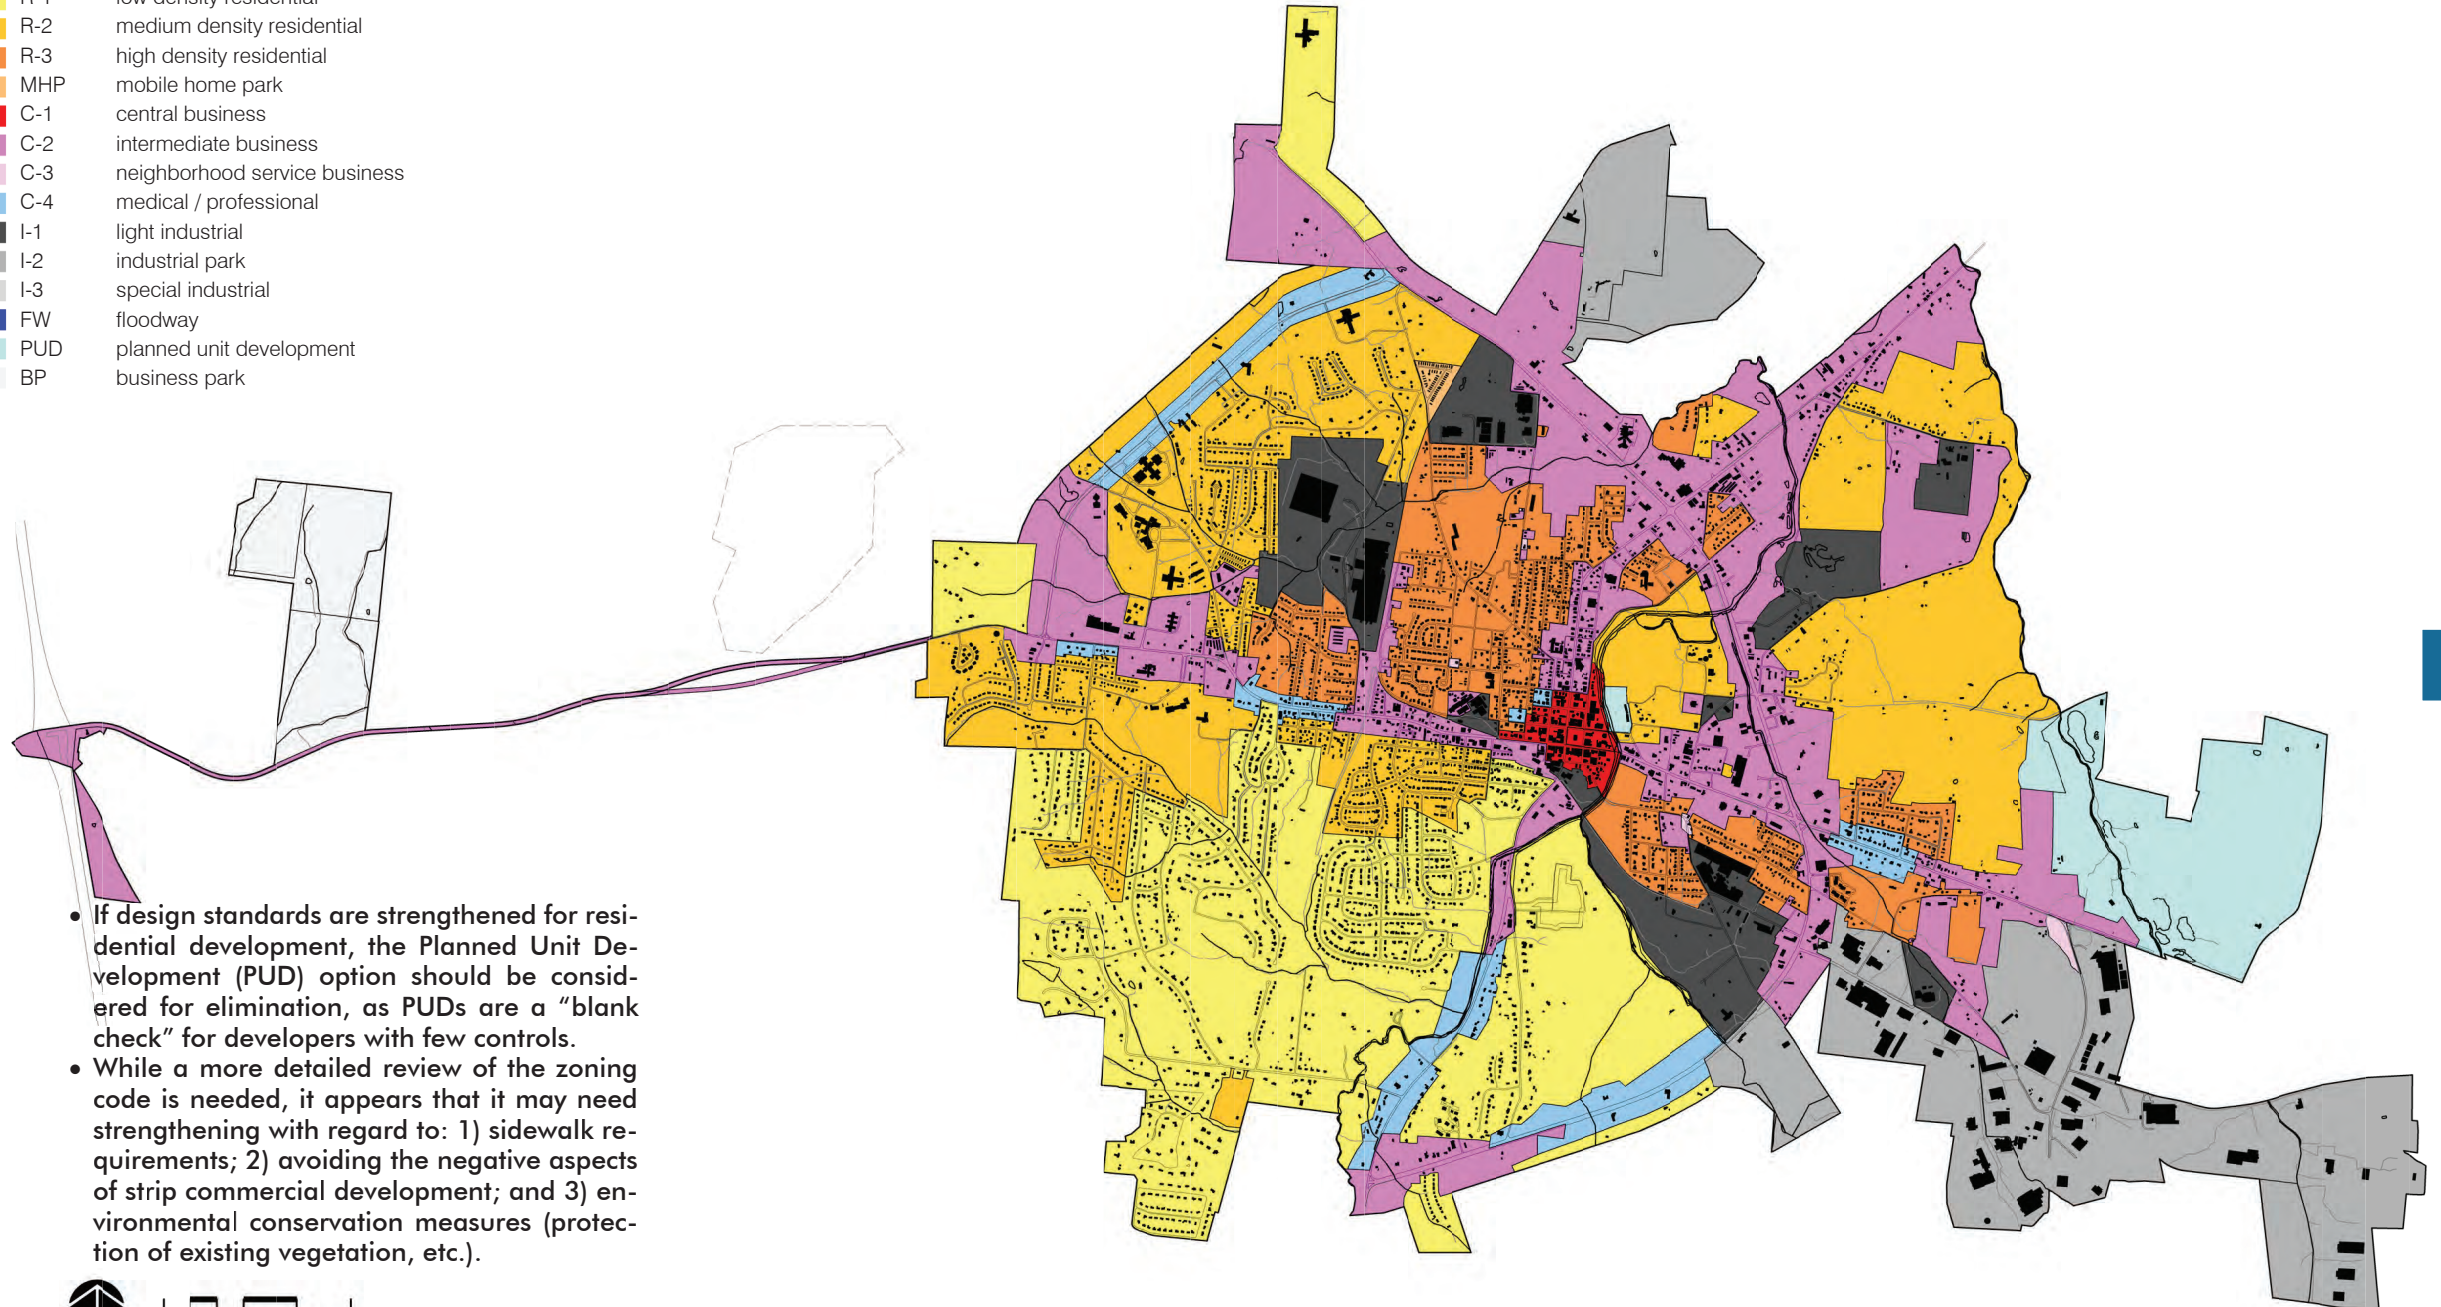 R-1 low density residential
R-2 medium density residential
R-3 high density residential
MHP mobile home park
C-1 central business
C-2 intermediate business
C-3 neighborhood service business
C-4 medical / professional
I-1 light industrial
I-2 industrial park
I-3 special industrial
FW floodway
PUD planned unit development
BP business park
• If design standards are strengthened for resi-
dential development, the Planned Unit De-
velopment (PUD) option should be consid-
ered for elimination, as PUDs are a “blank
check” for developers with few controls.
• While a more detailed review of the zoning
code is needed, it appears that it may need
strengthening with regard to: 1) sidewalk re-
quirements; 2) avoiding the negative aspects
of strip commercial development; and 3) en-
vironmental conservation measures (protec-
tion of existing vegetation, etc.).